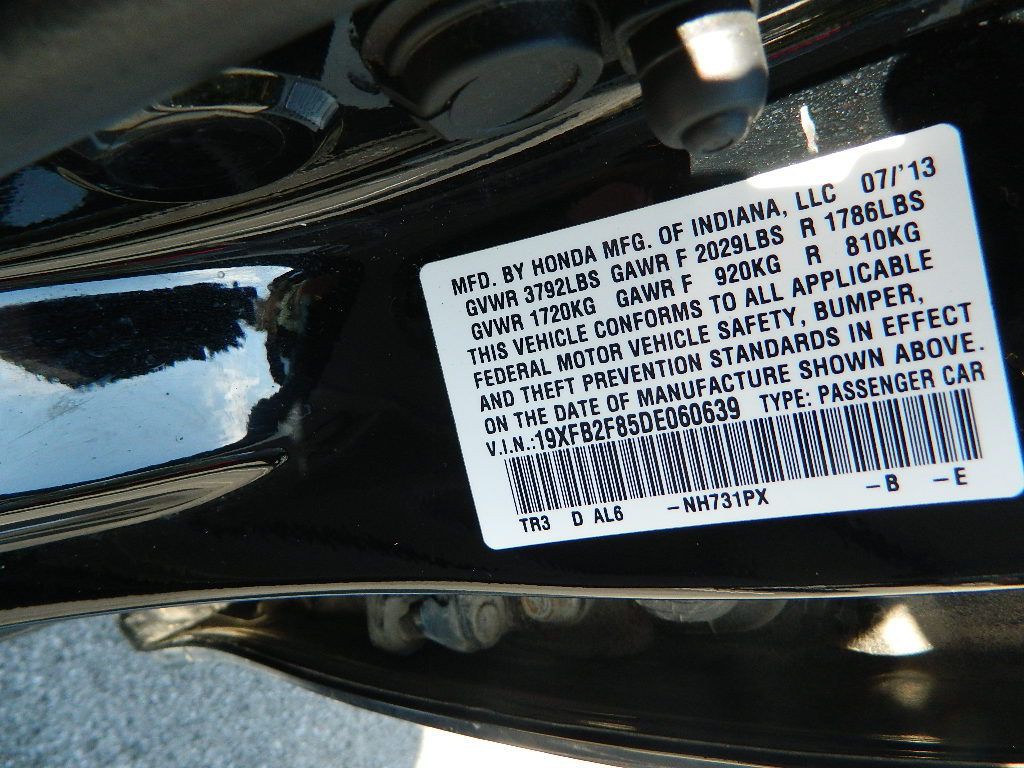 MFD. BY HONDA MFG. OF INDIANA, LLC 07/'13
GVWR 3792LBS GAWR F 2029LBS R 1786LBS
GVWR 1720KG GAWR F 920KG R 810KG
THIS VEHICLE CONFORMS TO ALL APPLICABLE
FEDERAL MOTOR VEHICLE SAFETY, BUMPER,
AND THEFT PREVENTION STANDARDS IN EFFECT
ON THE DATE OF MANUFACTURE SHOWN ABOVE.
V.I.N.:19XFB2F85DE060639 TYPE: PASSENGER CAR
TR3 D AL6 -NH731PX -B -E